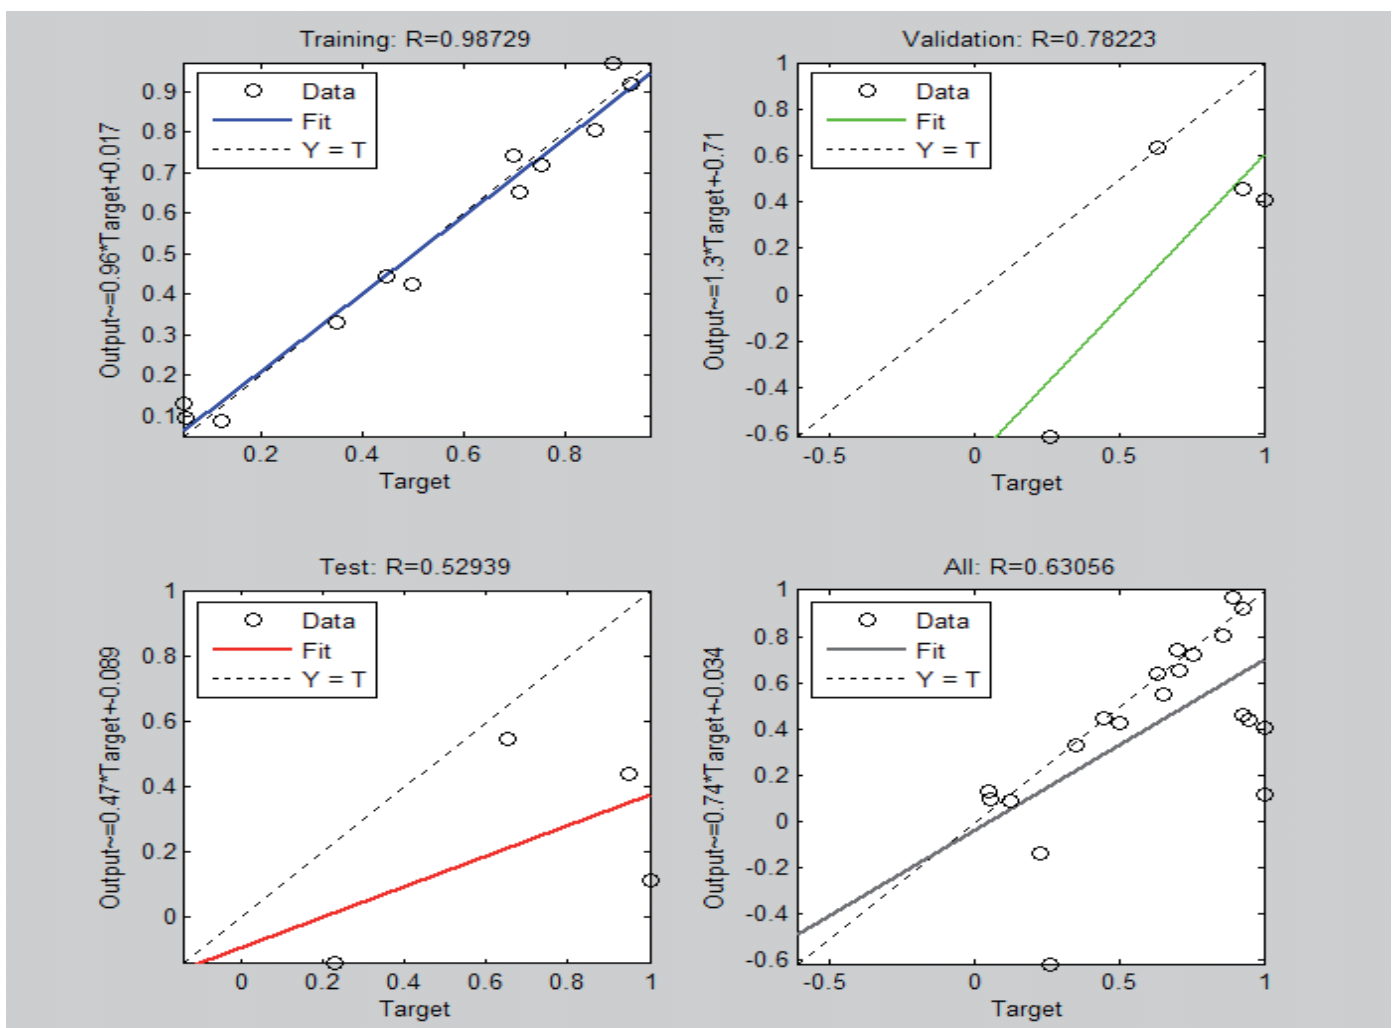 Training: R=0.98729
Output~=0.96*Target+0.017
0.9
0.8
0.7
0.6
0.5
0.4
0.3
0.2
0.1
Data
Fit
Y = T
0.2
0.4
0.6
0.8
Target
Validation: R=0.78223
Output~=1.3*Target+-0.71
1
0.8
0.6
0.4
0.2
0
-0.2
-0.4
-0.6
Data
Fit
Y = T
-0.5
0
0.5
1
Target
Test: R=0.52939
Output~=0.47*Target+-0.089
1
0.8
0.6
0.4
0.2
0
Data
Fit
Y = T
0
0.2
0.4
0.6
0.8
1
Target
All: R=0.63056
Output~=0.74*Target+-0.034
1
0.8
0.6
0.4
0.2
0
-0.2
-0.4
-0.6
Data
Fit
Y = T
-0.5
0
0.5
1
Target